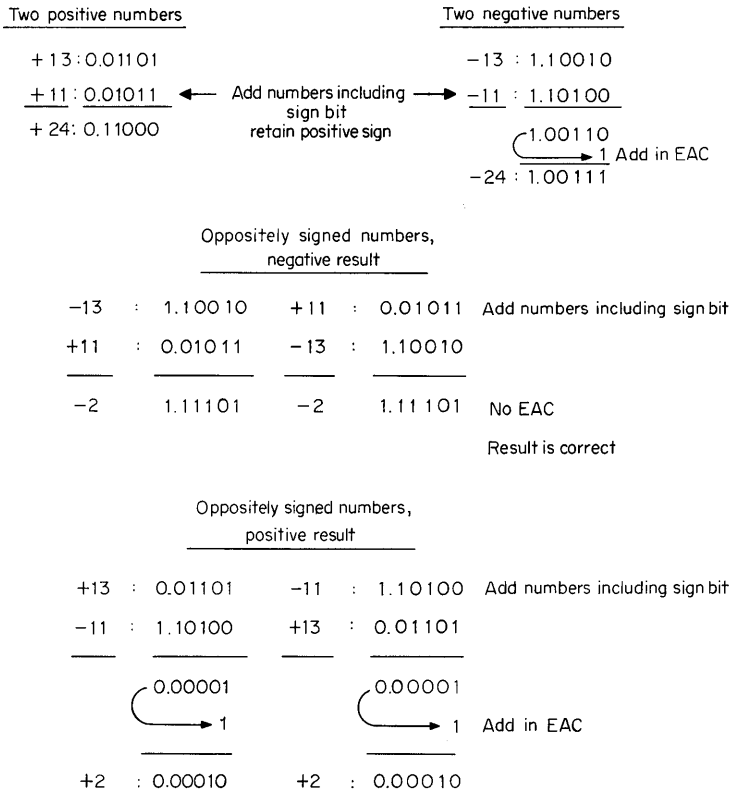 Two positive numbers
Two negative numbers
+13:0.01101
-13 : 1.10010
+11 : 0.01011
Add numbers including
sign bit
retain positive sign
-11 : 1.10100
+24: 0.11000
1.00110
1 Add in EAC
-24 : 1.00111
Oppositely signed numbers,
negative result
-13 : 1.10010 +11 : 0.01011 Add numbers including sign bit
+11 : 0.01011 -13 : 1.10010
-2 1.11101 -2 1.11101 No EAC
Result is correct
Oppositely signed numbers,
positive result
+13 : 0.01101 -11 : 1.10100 Add numbers including sign bit
-11 : 1.10100 +13 : 0.01101
0.00001 0.00001
1 1 Add in EAC
+2 : 0.00010 +2 : 0.00010